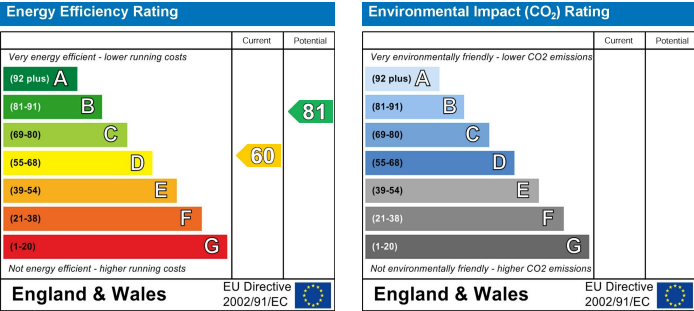 Energy Efficiency Rating
Current Potential
Very energy efficient - lower running costs
(92 plus) A
(81-91) B
81
(69-80) C
(55-68) D
60
(39-54) E
(21-38) F
(1-20) G
Not energy efficient - higher running costs
England & Wales
EU Directive
2002/91/EC
Environmental Impact (CO₂) Rating
Current Potential
Very environmentally friendly - lower CO2 emissions
(92 plus) A
(81-91) B
(69-80) C
(55-68) D
(39-54) E
(21-38) F
(1-20) G
Not environmentally friendly - higher CO2 emissions
England & Wales
EU Directive
2002/91/EC